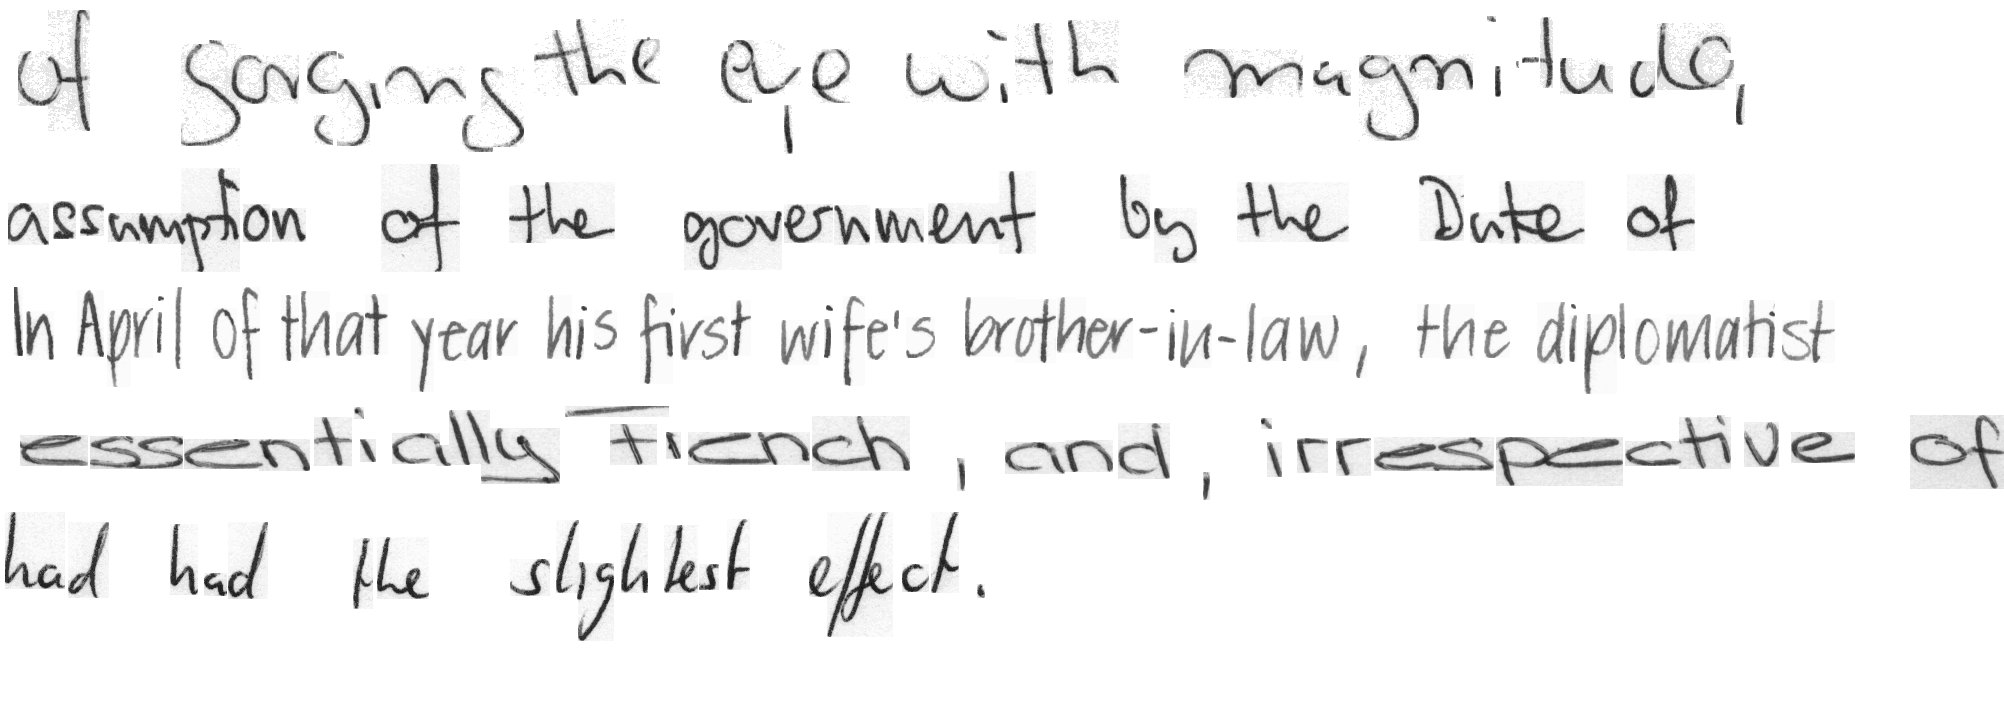 of gorging the eye with magnitude,
assumption of the government by the Duke of
In April of that year his first wife's brother-in-law, the diplomatist
essentially French, and, irrespective of
had had the slightest effect.